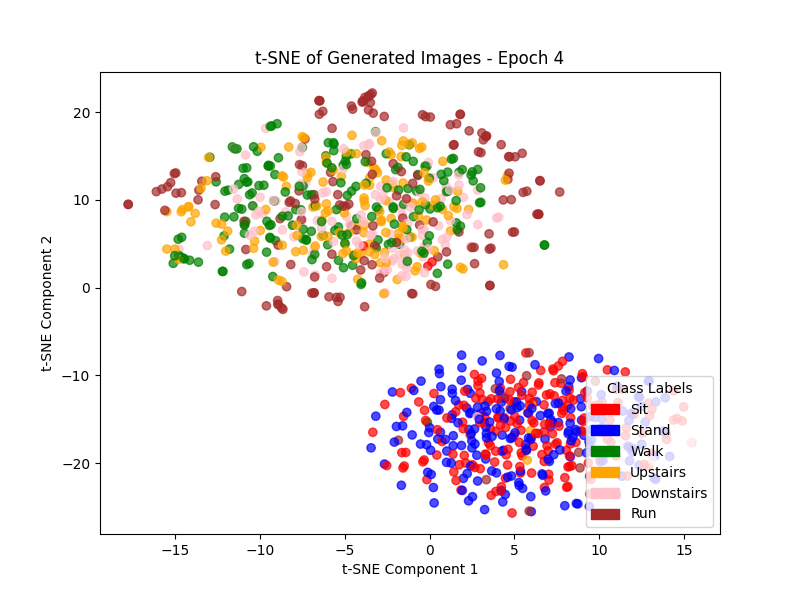 t-SNE of Generated Images - Epoch 4
t-SNE Component 2
20
10
0
−10
−20
Class Labels
Sit
Stand
Walk
Upstairs
Downstairs
Run
−15
−10
−5
0
5
10
15
t-SNE Component 1